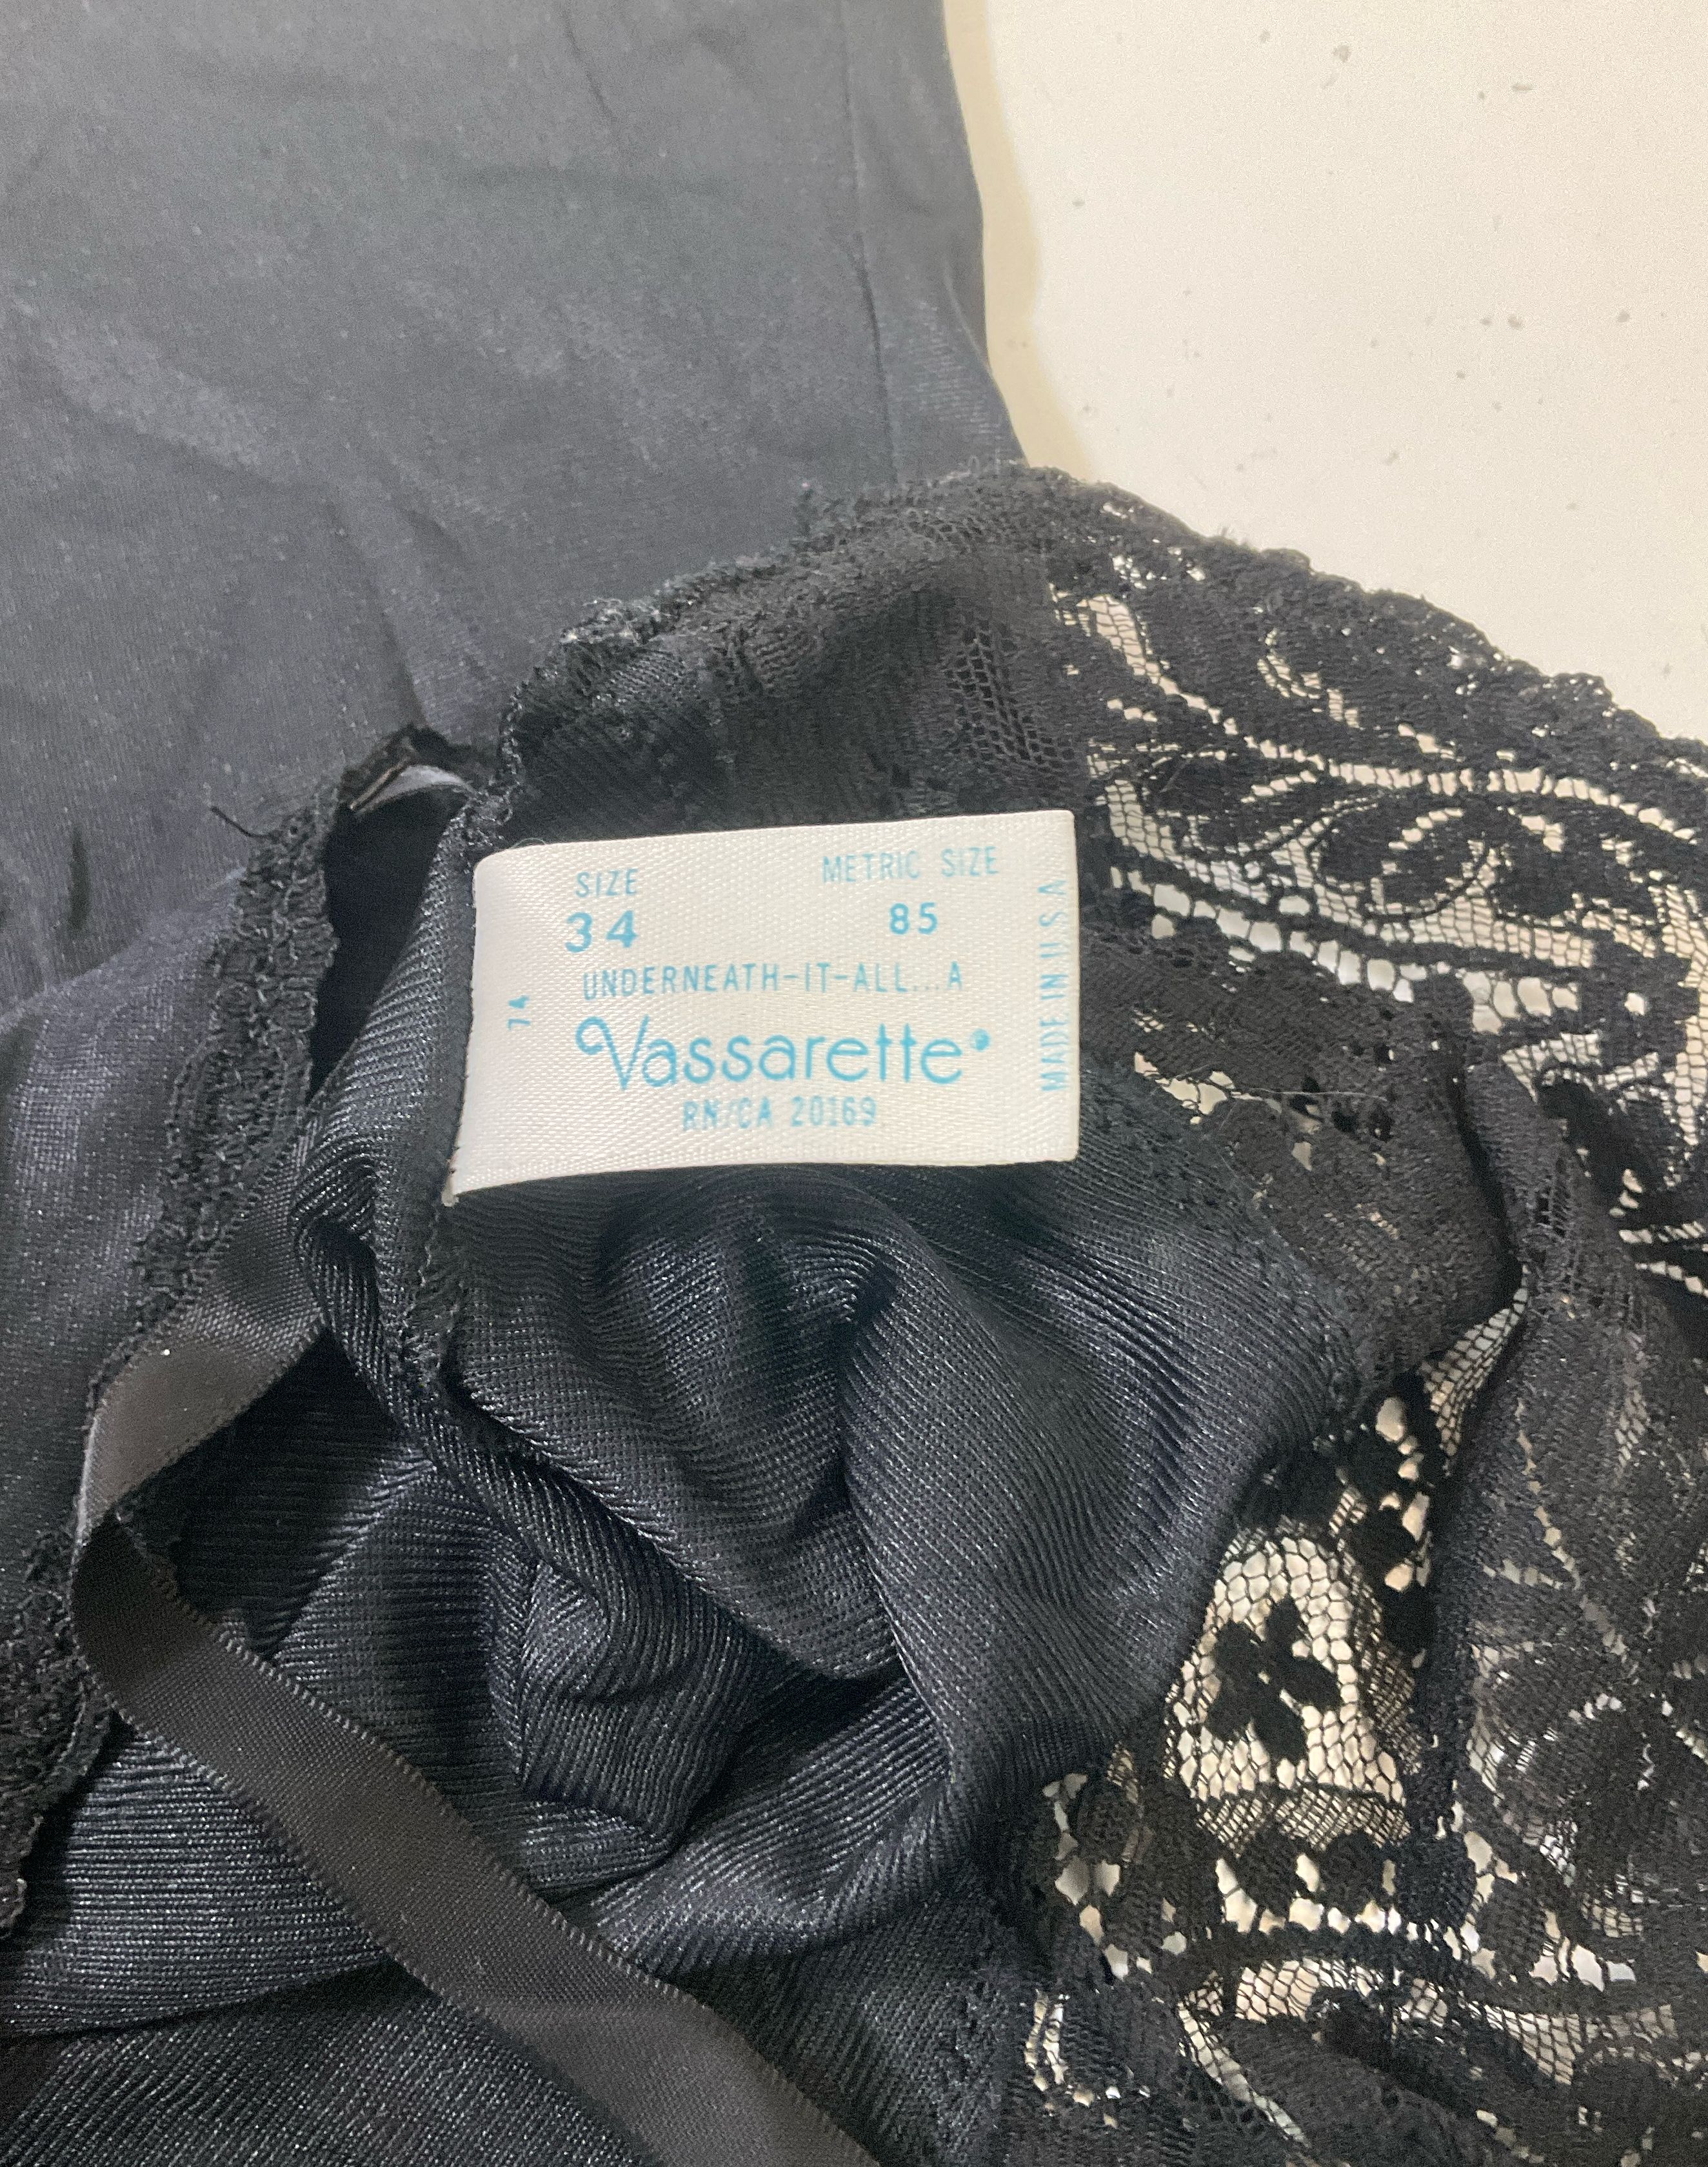 SIZE METRIC SIZE
34 85
UNDERNEATH-IT-ALL...A
Vassarette
RN/CA 20169
MADE IN U S A
74